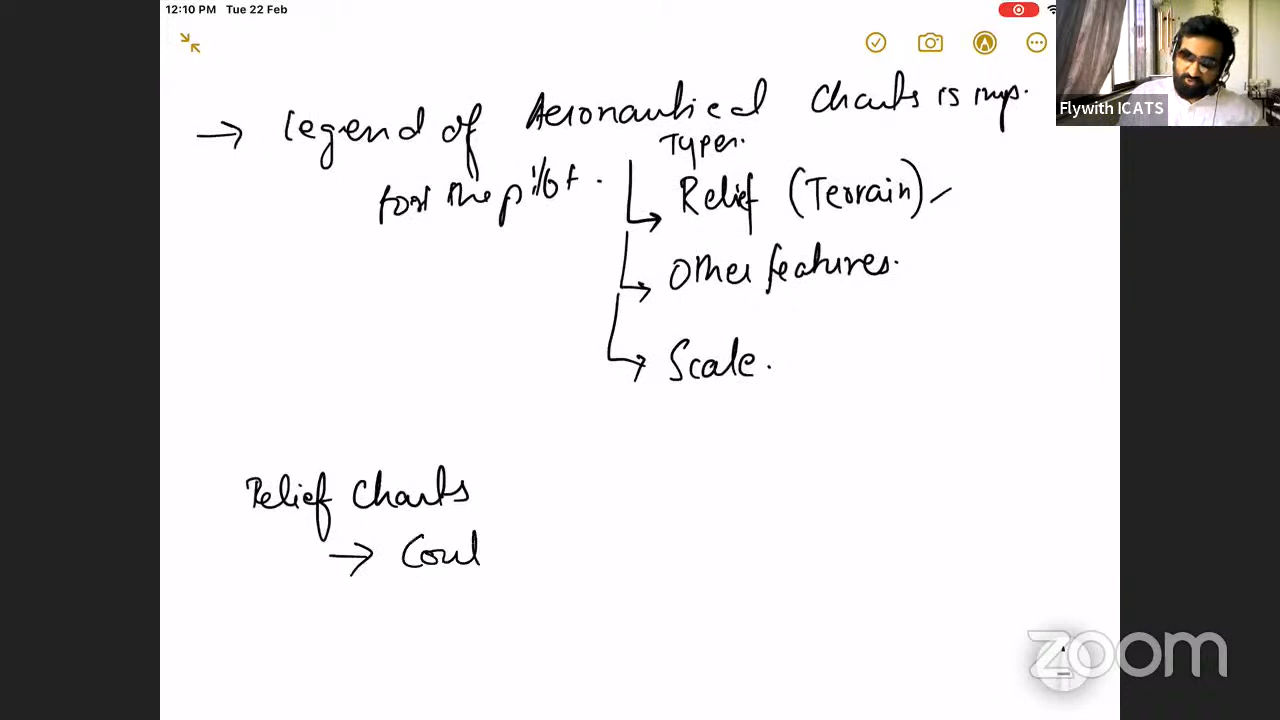 12:10 PM Tue 22 Feb
Flywith ICATS
→ Legend of Aeronautical Charts is imp.
for the pilot.
Types.
Relief (Terrain)
Other features.
Scale.
Relief Charts
→ Coul
zoom